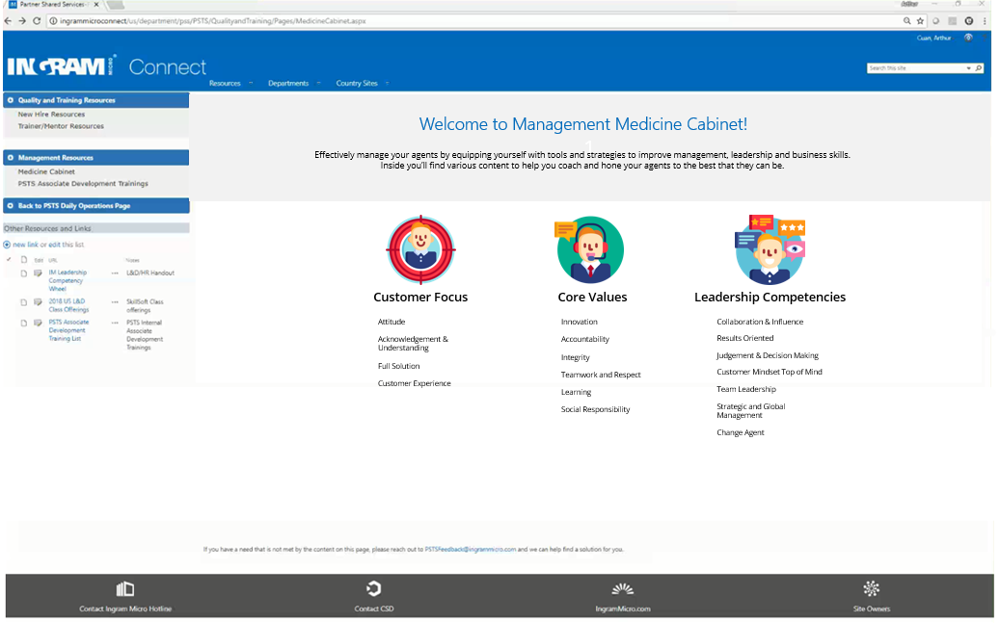 Partner Shared Services-
Arthur
ingrammicroconnect/us/department/pss/PSTS/QualityandTraining/Pages/MedicineCabinet.aspx
Cuan, Arthur
INGRAM MICRO Connect
Search this site
Resources Departments Country Sites
Quality and Training Resources
New Hire Resources
Trainer/Mentor Resources
Management Resources
Medicine Cabinet
PSTS Associate Development Trainings
Back to PSTS Daily Operations Page
Other Resources and Links
new link or edit this list
Edit URL Notes
IM Leadership ... L&D/HR Handout
Competency
Wheel
2018 US L&D ... SkillSoft Class
Class Offerings offerings
PSTS Associate ... PSTS Internal
Development Associate
Training List Development
Trainings
Welcome to Management Medicine Cabinet!
Effectively manage your agents by equipping yourself with tools and strategies to improve management, leadership and business skills.
Inside you'll find various content to help you coach and hone your agents to the best that they can be.
Customer Focus
Attitude
Acknowledgement &
Understanding
Full Solution
Customer Experience
Core Values
Innovation
Accountability
Integrity
Teamwork and Respect
Learning
Social Responsibility
Leadership Competencies
Collaboration & Influence
Results Oriented
Judgement & Decision Making
Customer Mindset Top of Mind
Team Leadership
Strategic and Global
Management
Change Agent
If you have a need that is not met by the content on this page, please reach out to PSTSFeedback@ingrammicro.com and we can help find a solution for you.
Contact Ingram Micro Hotline
Contact CSD
IngramMicro.com
Site Owners